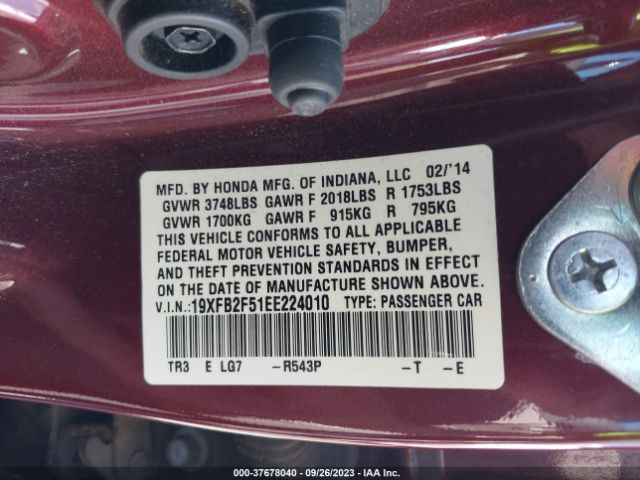 MFD. BY HONDA MFG. OF INDIANA, LLC 02/'14
GVWR 3748LBS GAWR F 2018LBS R 1753LBS
GVWR 1700KG GAWR F 915KG R 795KG
THIS VEHICLE CONFORMS TO ALL APPLICABLE
FEDERAL MOTOR VEHICLE SAFETY, BUMPER,
AND THEFT PREVENTION STANDARDS IN EFFECT
ON THE DATE OF MANUFACTURE SHOWN ABOVE.
V.I.N.:19XFB2F51EE224010 TYPE: PASSENGER CAR
TR3 E LG7 -R543P -T -E
000-37678040 - 09/26/2023 - IAA Inc.